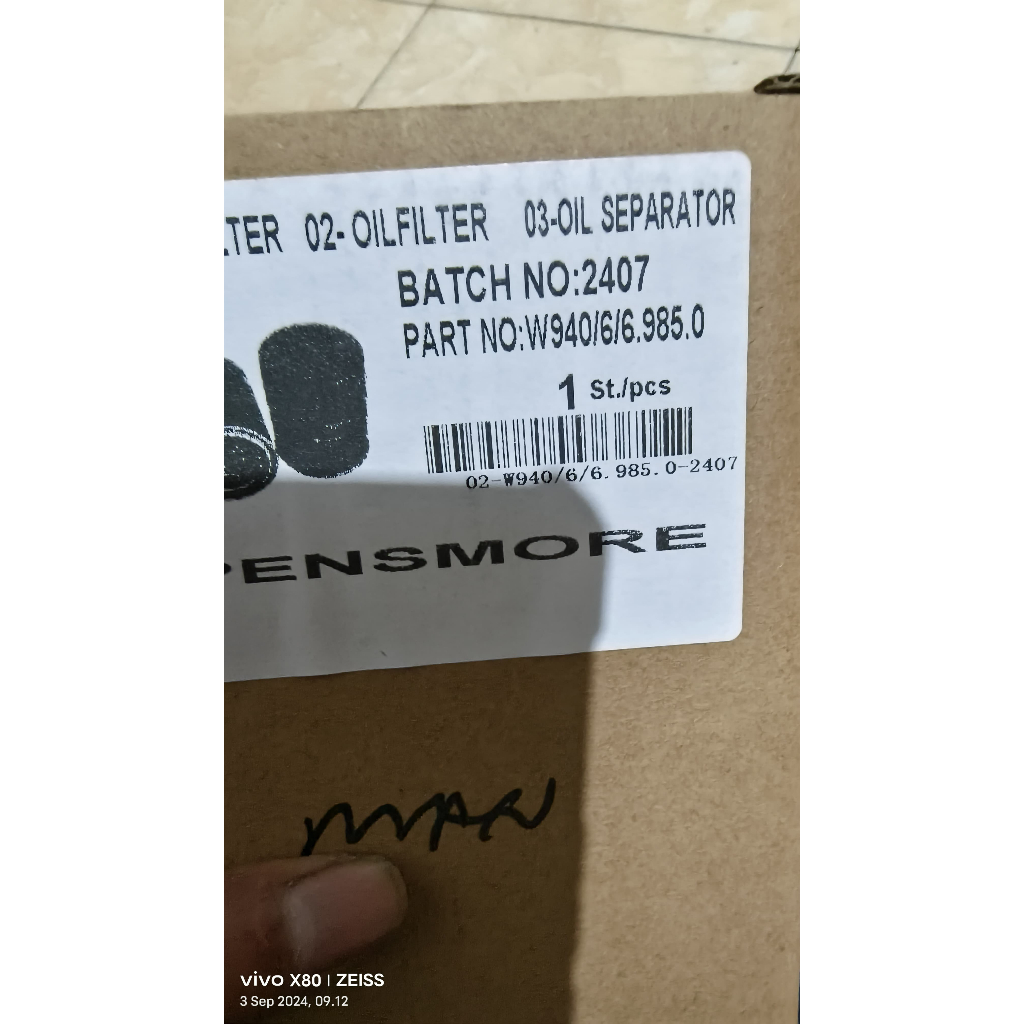 LTER 02-OILFILTER 03-OIL SEPARATOR
BATCH NO:2407
PART NO:W940/6/6.985.0
1 St./pcs
02-W940/6/6.985.0-2407
PENSMORE
MAN
vivo X80 | ZEISS
3 Sep 2024, 09.12